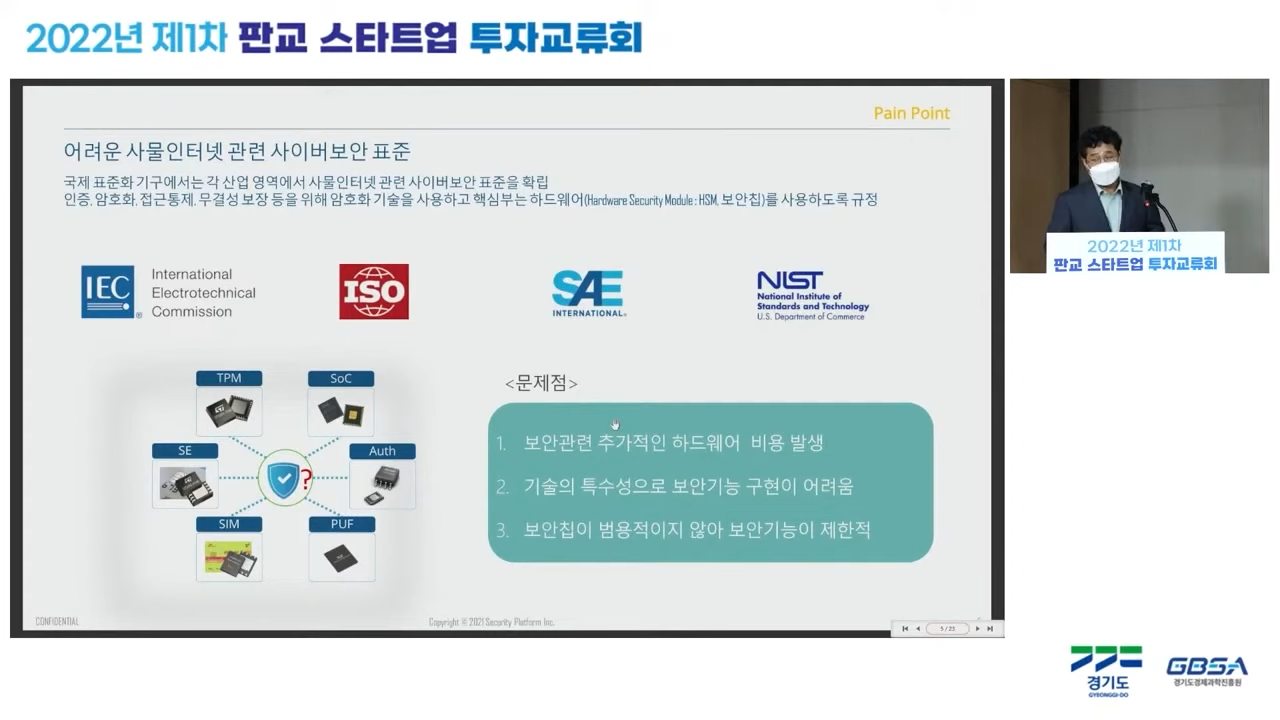 2022년 제1차 판교 스타트업 투자교류회
Pain Point
어려운 사물인터넷 관련 사이버보안 표준
국제 표준화 기구에서는 각 산업 영역에서 사물인터넷 관련 사이버보안 표준을 확립
인증, 암호화, 접근통제, 무결성 보장 등을 위해 암호화 기술을 사용하고 핵심부는 하드웨어(Hardware Security Module : HSM, 보안칩)를 사용하도록 규정
IEC ®
International
Electrotechnical
Commission
ISO
SAE
INTERNATIONAL®
NIST
National Institute of
Standards and Technology
U.S. Department of Commerce
TPM
SoC
SE
Auth
?
SIM
PUF
<문제점>
1. 보안관련 추가적인 하드웨어 비용 발생
2. 기술의 특수성으로 보안기능 구현이 어려움
3. 보안칩이 범용적이지 않아 보안기능이 제한적
CONFIDENTIAL
Copyright © 2021 Security Platform Inc.
5 / 23
2022년 제1차
판교 스타트업 투자교류회
경기도
GYEONGGI-DO
GBSA
경기도경제과학진흥원